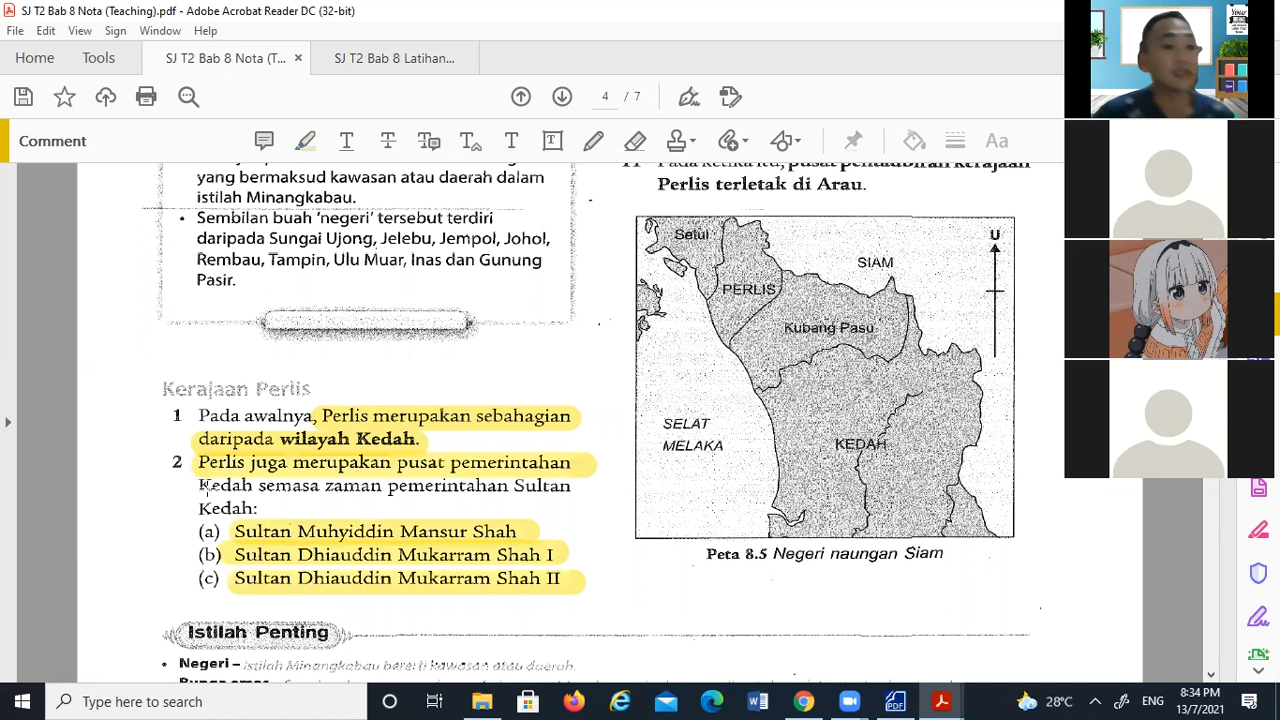 SJ T2 Bab 8 Nota (Teaching).pdf - Adobe Acrobat Reader DC (32-bit)
File Edit View Sign Window Help
Home Tools SJ T2 Bab 8 Nota (T... × SJ T2 Bab 8 Latihan...
4 / 7
Comment
yang bermaksud kawasan atau daerah dalam
istilah Minangkabau.
• Sembilan buah ‘negeri’ tersebut terdiri
daripada Sungai Ujong, Jelebu, Jempol, Johol,
Rembau, Tampin, Ulu Muar, Inas dan Gunung
Pasir.
Kerajaan Perlis
1 Pada awalnya, Perlis merupakan sebahagian
daripada wilayah Kedah.
2 Perlis juga merupakan pusat pemerintahan
Kedah semasa zaman pemerintahan Sultan
Kedah:
(a) Sultan Muhyiddin Mansur Shah
(b) Sultan Dhiauddin Mukarram Shah I
(c) Sultan Dhiauddin Mukarram Shah II
Istilah Penting
• Negeri – istilah Minangkabau bererti kawasan atau daerah.
11 Pada ketika itu, pusat pentadbiran kerajaan
Perlis terletak di Arau.
Setul
SIAM
U
PERLIS
Kubang Pasu
SELAT
MELAKA
KEDAH
Peta 8.5 Negeri naungan Siam
Type here to search
28°C
ENG
8:34 PM
13/7/2021